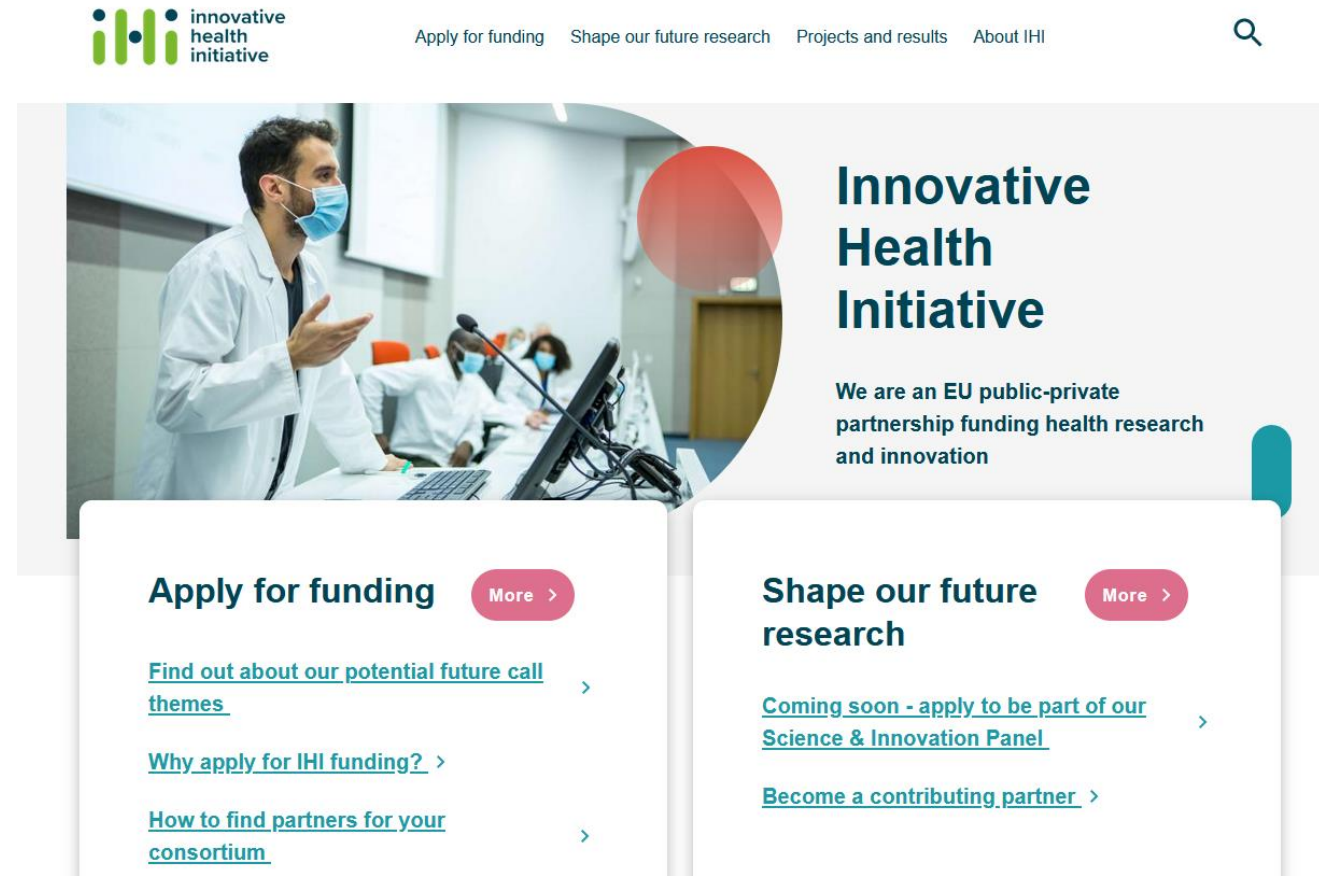 innovative
health
initiative
Apply for funding Shape our future research Projects and results About IHI
Innovative
Health
Initiative
We are an EU public-private
partnership funding health research
and innovation
Apply for funding More >
Find out about our potential future call
themes >
Why apply for IHI funding? >
How to find partners for your
consortium >
Shape our future
research More >
Coming soon - apply to be part of our
Science & Innovation Panel >
Become a contributing partner >